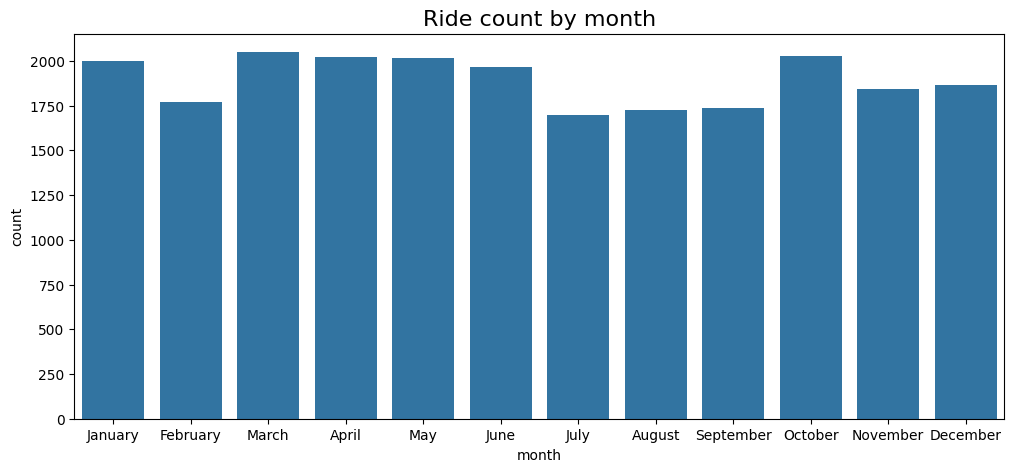 Ride count by month
2000
1750
1500
1250
1000
750
500
250
0
count
January February March April May June July August September October November December
month